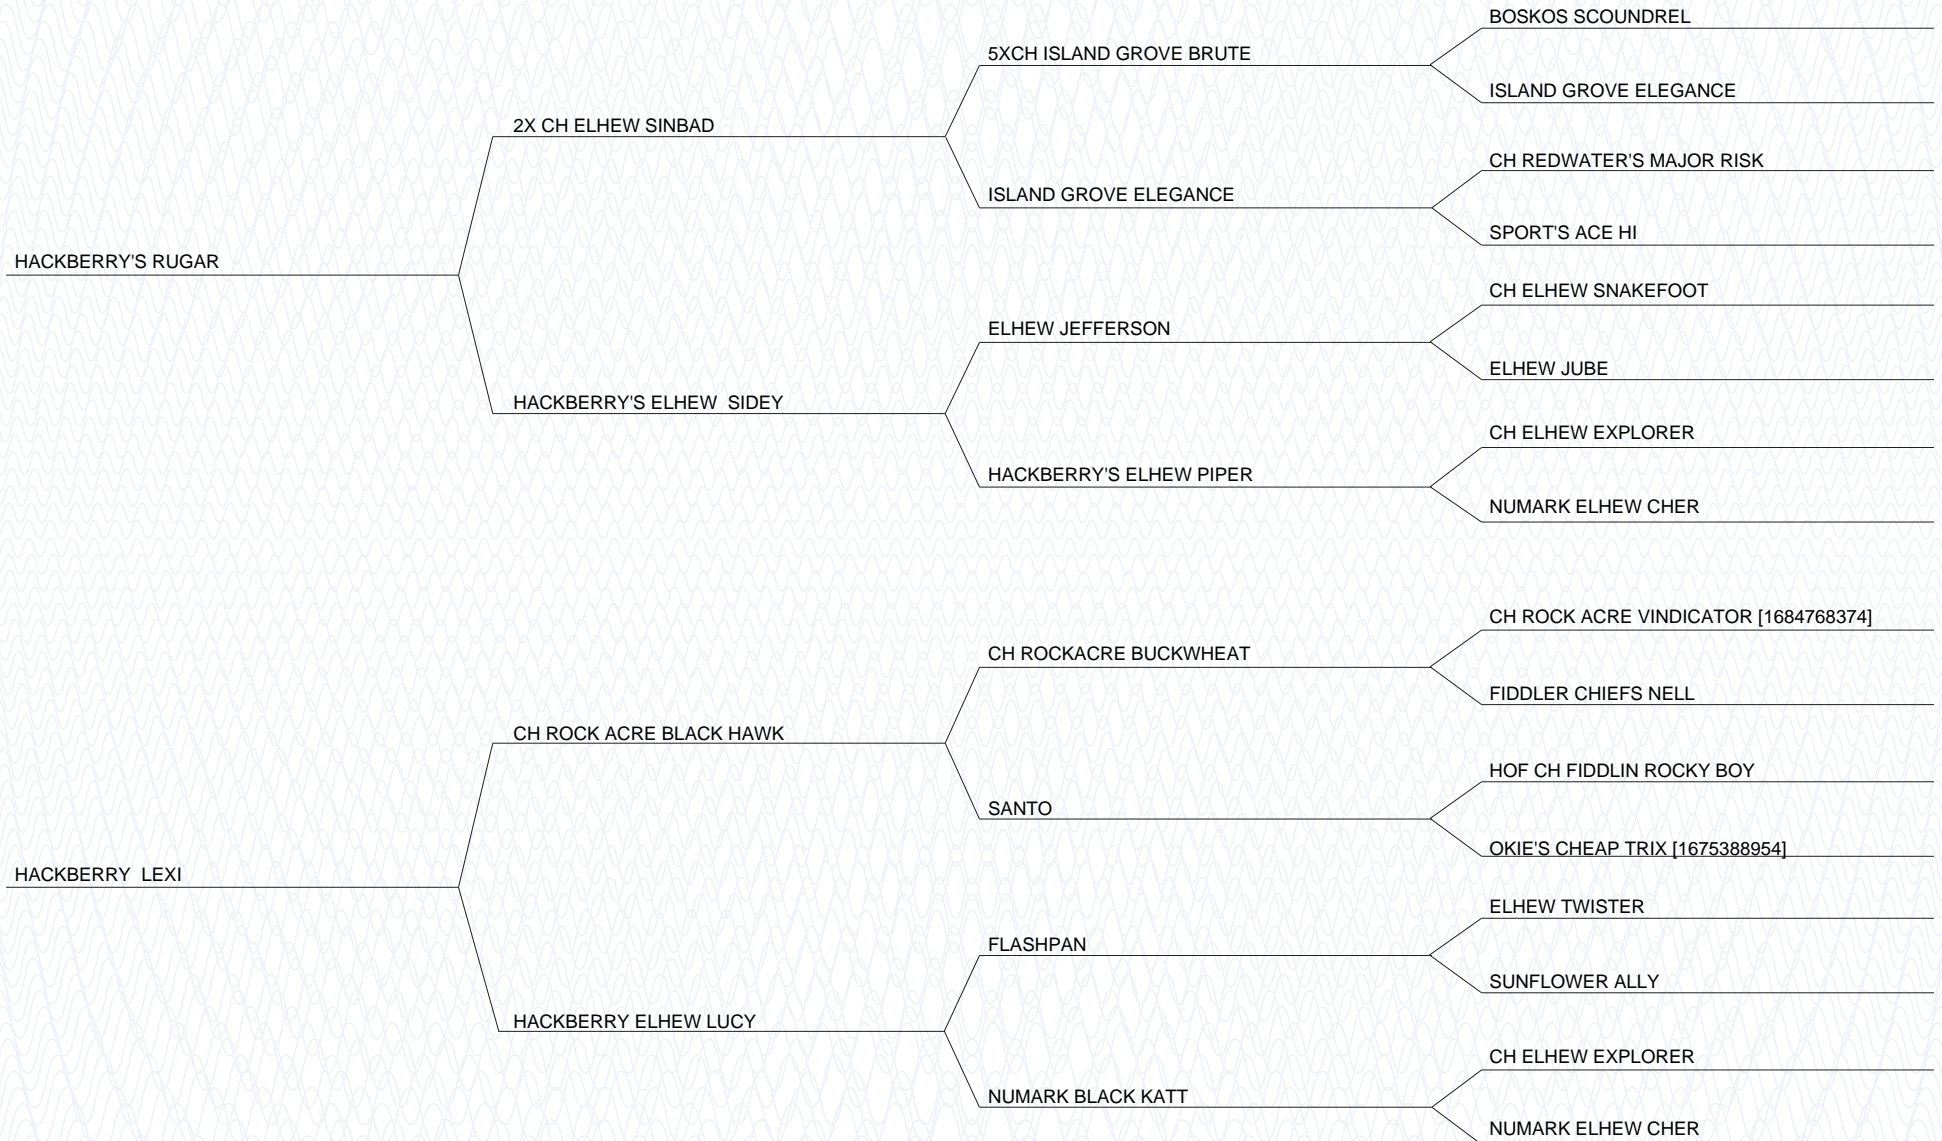 BOSKOS SCOUNDREL
5XCH ISLAND GROVE BRUTE
ISLAND GROVE ELEGANCE
2X CH ELHEW SINBAD
CH REDWATER'S MAJOR RISK
ISLAND GROVE ELEGANCE
SPORT'S ACE HI
HACKBERRY'S RUGAR
CH ELHEW SNAKEFOOT
ELHEW JEFFERSON
ELHEW JUBE
HACKBERRY'S ELHEW  SIDEY
CH ELHEW EXPLORER
HACKBERRY'S ELHEW PIPER
NUMARK ELHEW CHER
CH ROCK ACRE VINDICATOR [1684768374]
CH ROCKACRE BUCKWHEAT
FIDDLER CHIEFS NELL
CH ROCK ACRE BLACK HAWK
HOF CH FIDDLIN ROCKY BOY
SANTO
OKIE'S CHEAP TRIX [1675388954]
HACKBERRY  LEXI
ELHEW TWISTER
FLASHPAN
SUNFLOWER ALLY
HACKBERRY ELHEW LUCY
CH ELHEW EXPLORER
NUMARK BLACK KATT
NUMARK ELHEW CHER